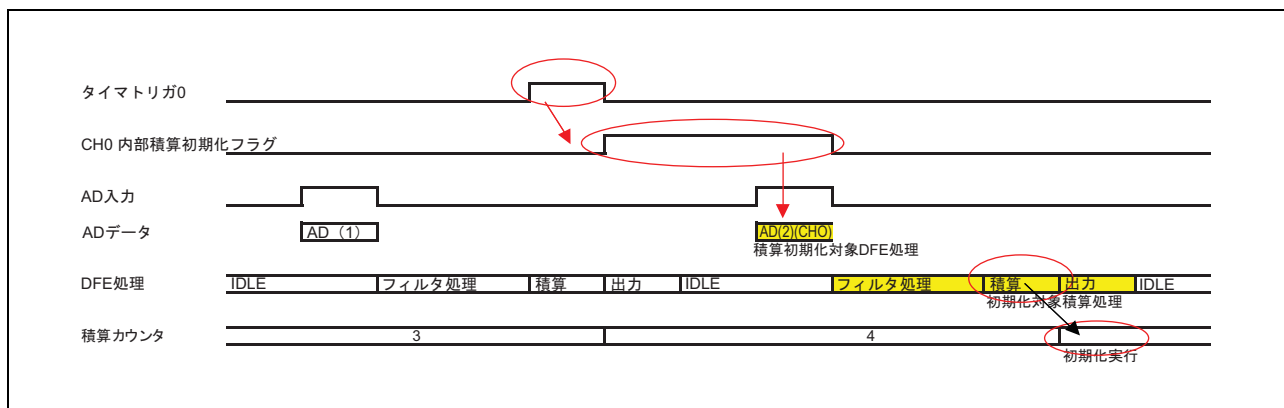 タイマトリガ0
CH0 内部積算初期化フラグ
AD入力
ADデータ
AD（1）
AD(2)(CHO)
積算初期化対象DFE処理
DFE処理
IDLE
フィルタ処理
積算
出力
IDLE
フィルタ処理
積算
出力
IDLE
初期化対象積算処理
積算カウンタ
3
4
初期化実行